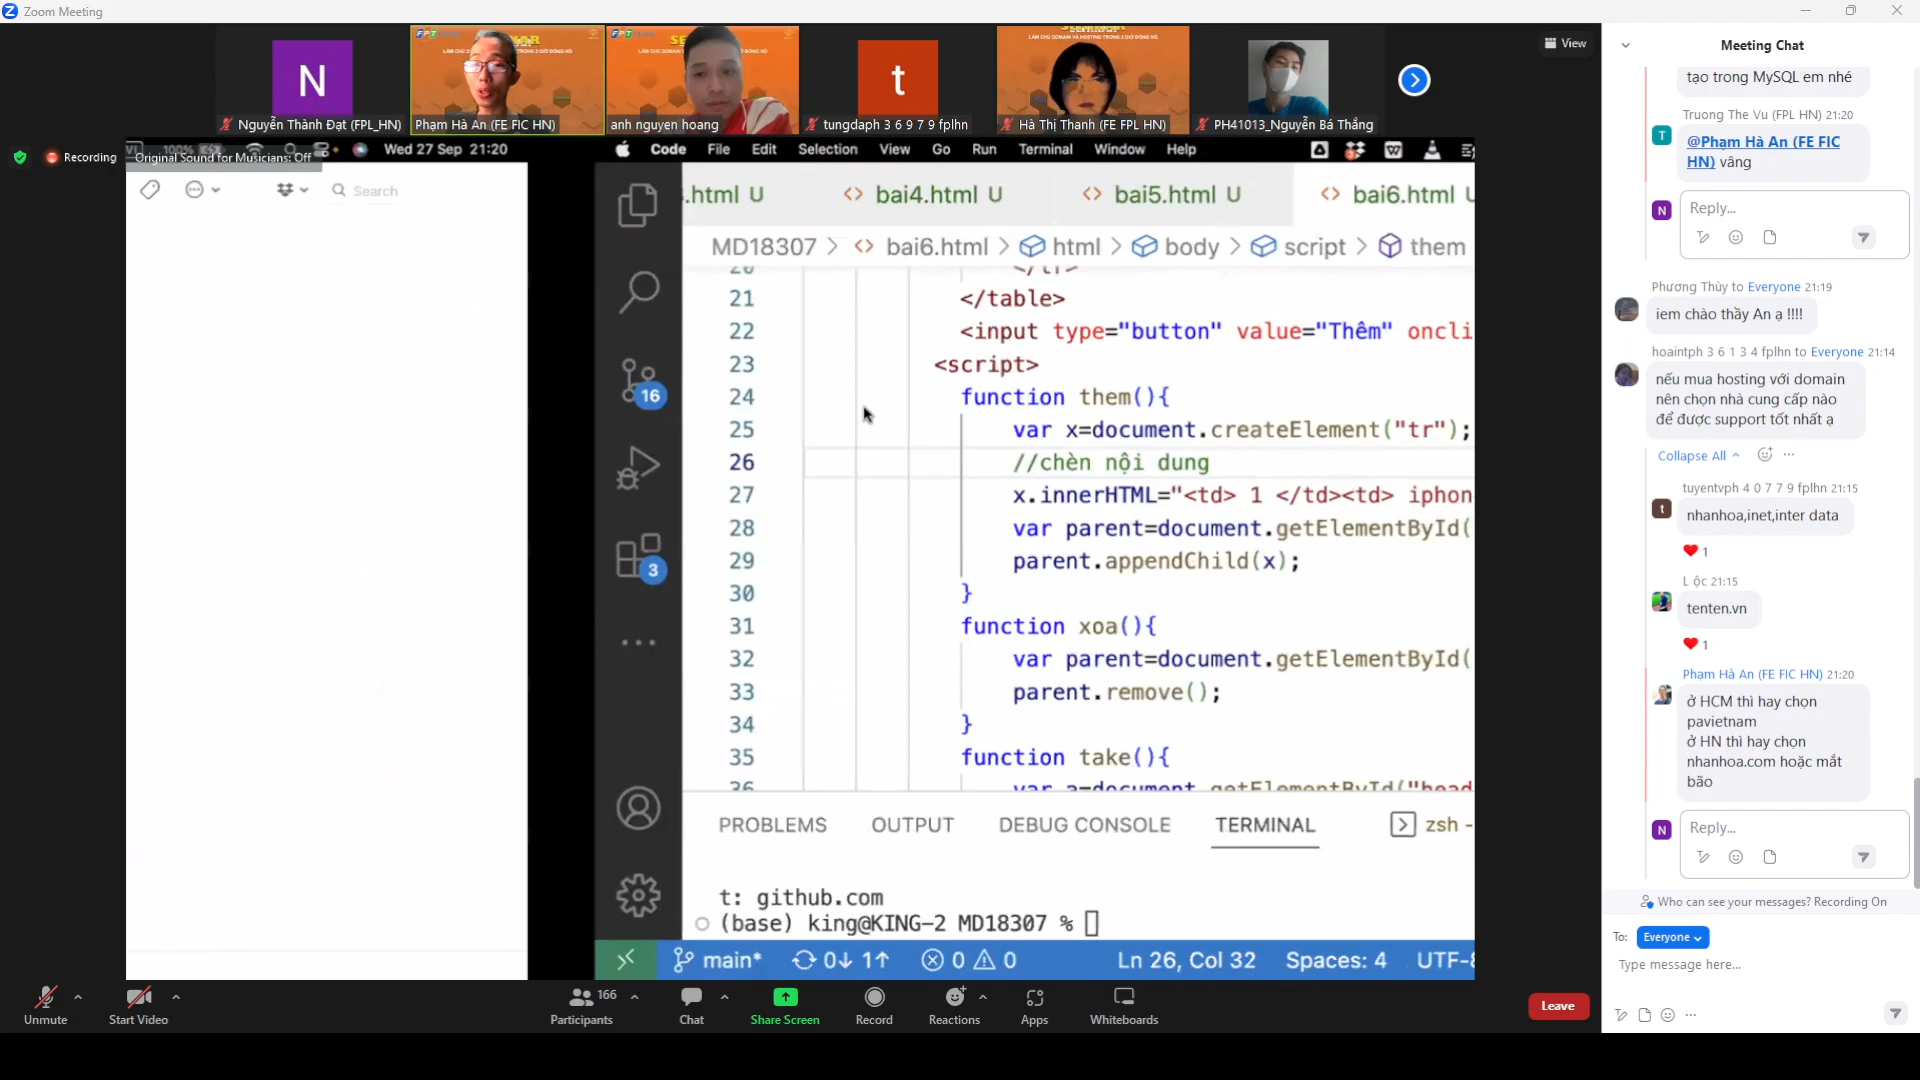 Zoom Meeting
View
N
t
Nguyễn Thành Đạt (FPL_HN)
Phạm Hà An (FE FIC HN)
anh nguyen hoang
tungdaph 3 6 9 7 9 fplhn
Hà Thị Thanh (FE FPL HN)
PH41013_Nguyễn Bá Thắng
Recording
Original Sound for Musicians: Off
100%
Wed 27 Sep 21:20
Code File Edit Selection View Go Run Terminal Window Help
Search
.html U
bai4.html U
bai5.html U
bai6.html U
MD18307 > bai6.html > html > body > script > them
20
21 </table>
22 <input type="button" value="Thêm" oncli
23 <script>
24 function them(){
25 var x=document.createElement("tr");
26 //chèn nội dung
27 x.innerHTML="<td> 1 </td><td> iphon
28 var parent=document.getElementById(
29 parent.appendChild(x);
30 }
31 function xoa(){
32 var parent=document.getElementById(
33 parent.remove();
34 }
35 function take(){
36 var a=document.getElementById("head
16
3
PROBLEMS OUTPUT DEBUG CONSOLE TERMINAL zsh -
t: github.com
(base) king@KING-2 MD18307 %
main* 0↓ 1↑ 0 0 Ln 26, Col 32 Spaces: 4 UTF-8
Unmute
Start Video
166
Participants
Chat
Share Screen
Record
Reactions
Apps
Whiteboards
Leave
Meeting Chat
tạo trong MySQL em nhé
Truong The Vu (FPL HN) 21:20
T
@Phạm Hà An (FE FIC
HN) vâng
N
Reply...
Phương Thùy to Everyone 21:19
iem chào thầy An ạ !!!!
hoaintph 3 6 1 3 4 fplhn to Everyone 21:14
nếu mua hosting với domain
nên chọn nhà cung cấp nào
để được support tốt nhất ạ
Collapse All
tuyentvph 4 0 7 7 9 fplhn 21:15
t
nhanhoa,inet,inter data
1
Lộc 21:15
tenten.vn
1
Phạm Hà An (FE FIC HN) 21:20
ở HCM thì hay chọn
pavietnam
ở HN thì hay chọn
nhanhoa.com hoặc mắt
bão
N
Reply...
Who can see your messages? Recording On
To: Everyone
Type message here...